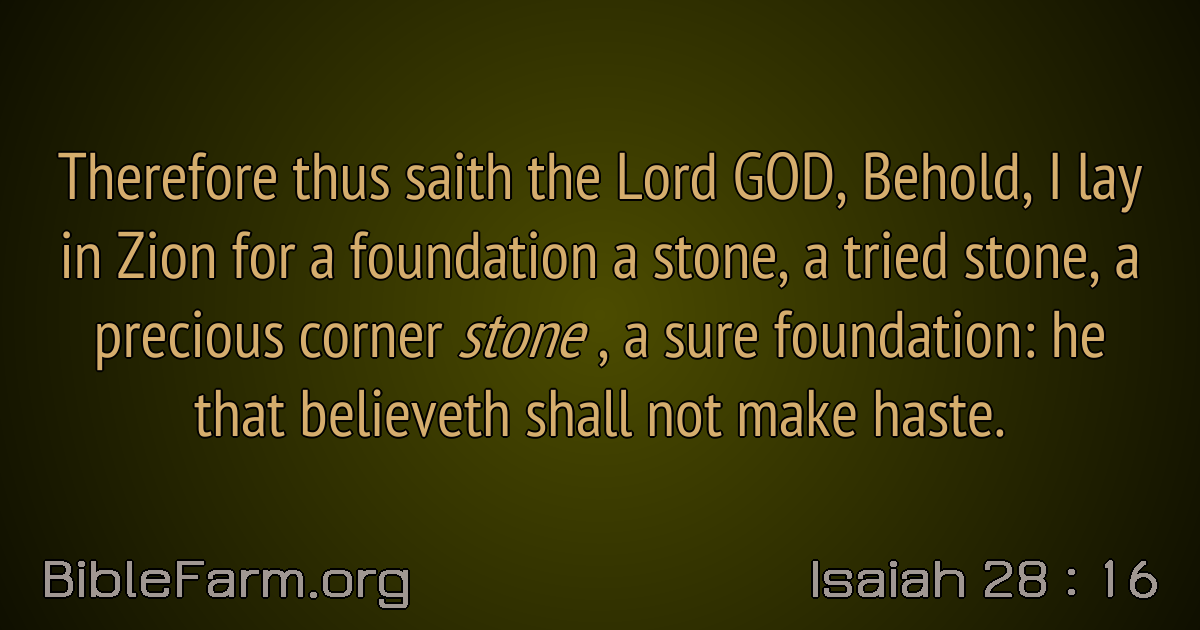 Therefore thus saith the Lord GOD, Behold, I lay
in Zion for a foundation a stone, a tried stone, a
precious corner stone , a sure foundation: he
that believeth shall not make haste.
BibleFarm.org
Isaiah 28 : 16